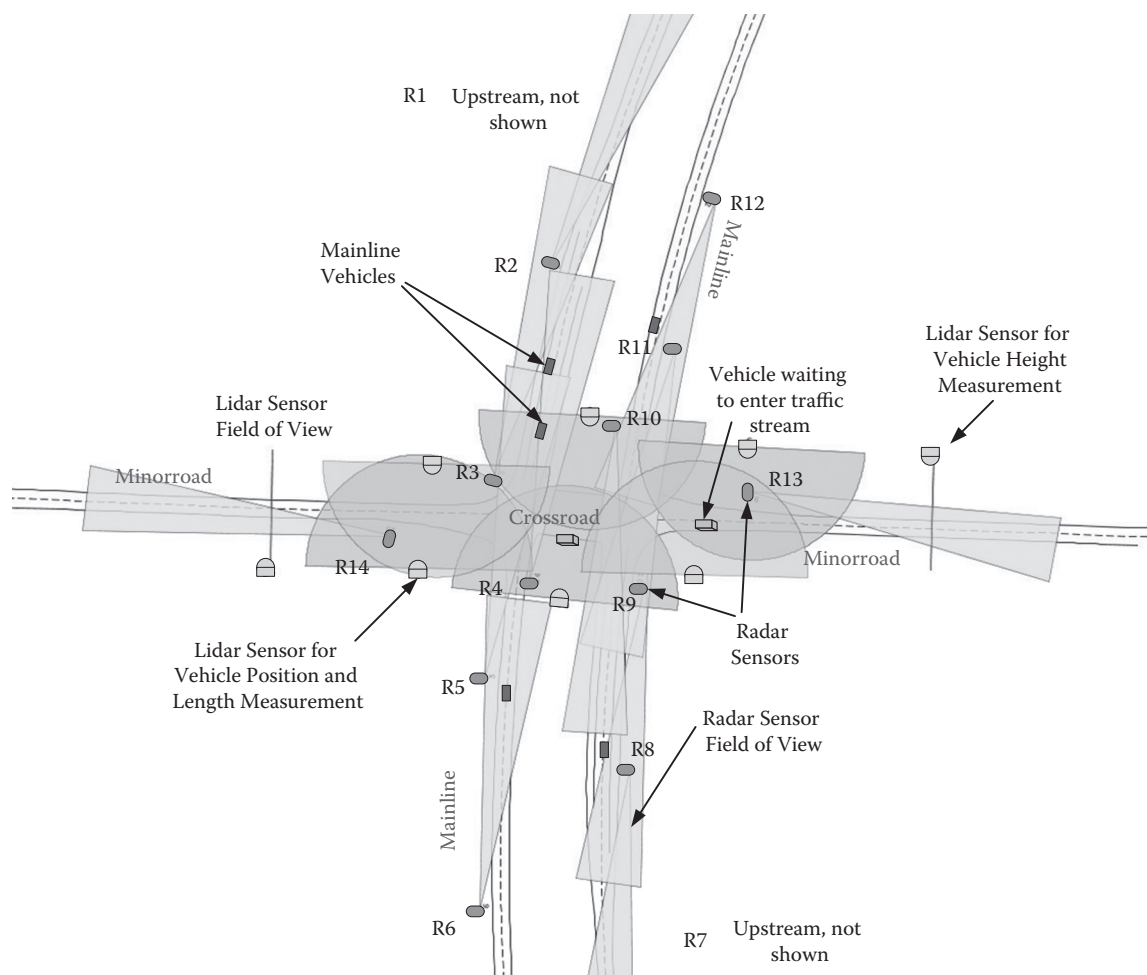 R1 Upstream, not
shown
R12
Mainline
R2
Mainline
Vehicles
R11
Lidar Sensor for
Vehicle Height
Measurement
Vehicle waiting
to enter traffic
stream
Lidar Sensor
Field of View
R10
Minorroad
R3
R13
Crossroad
Minorroad
R14
R4
R9
Radar
Sensors
Lidar Sensor for
Vehicle Position and
Length Measurement
R5
Radar Sensor
Field of View
R8
Mainline
R6
R7 Upstream, not
shown